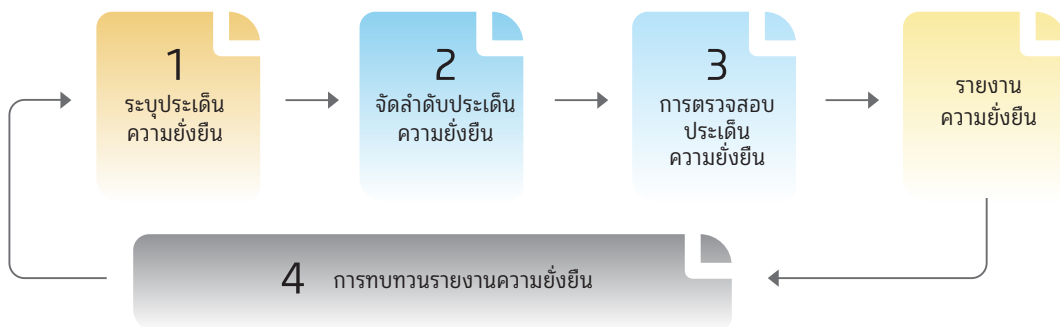 1
ระบุประเด็น
ความยั่งยืน
2
จัดลำดับประเด็น
ความยั่งยืน
3
การตรวจสอบ
ประเด็น
ความยั่งยืน
รายงาน
ความยั่งยืน
4 การทบทวนรายงานความยั่งยืน